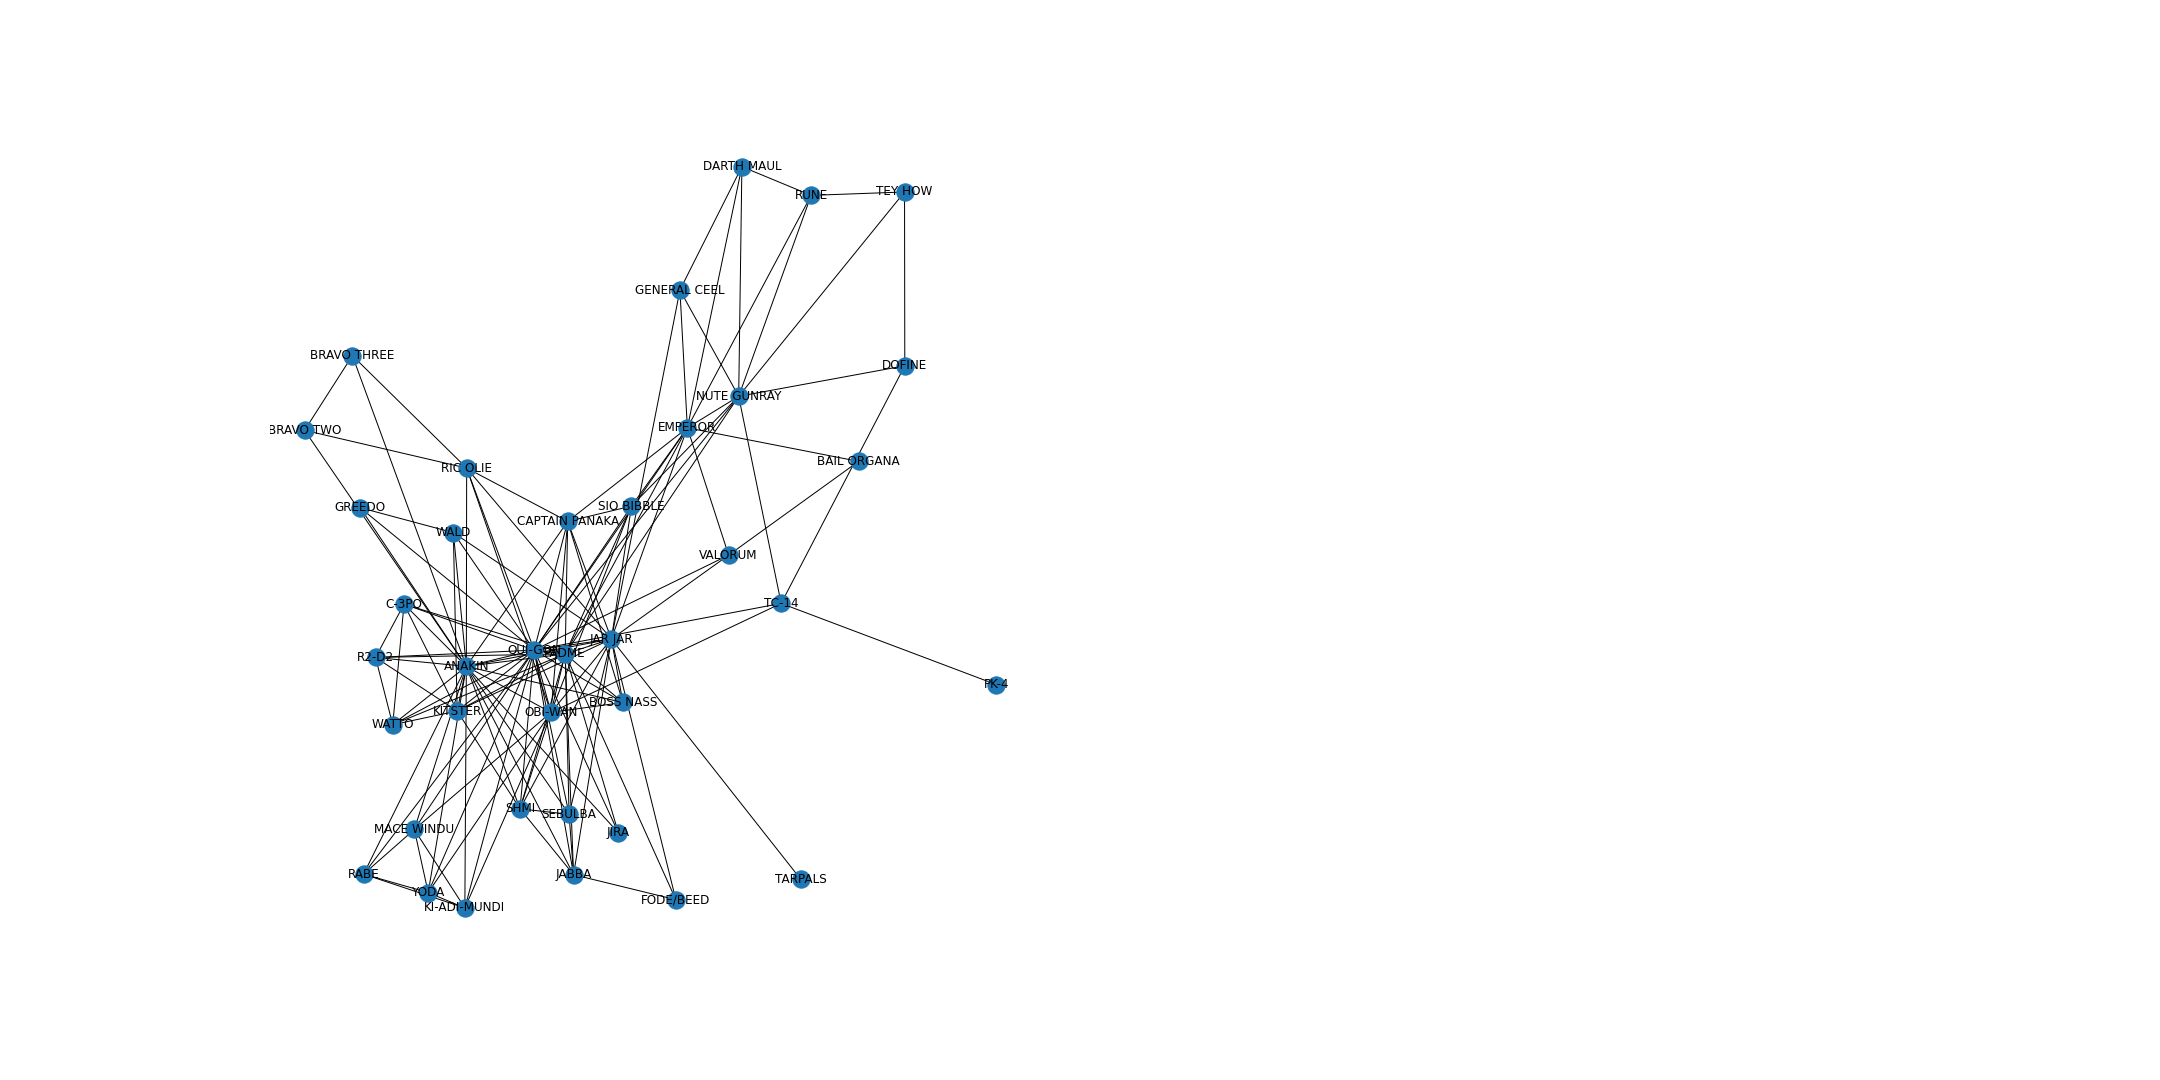 DARTH MAUL
RUNE
TEY HOW
GENERAL CEEL
BRAVO THREE
DOFINE
NUTE GUNRAY
EMPEROR
BRAVO TWO
BAIL ORGANA
RIC OLIE
SIO BIBBLE
GREEDO
CAPTAIN PANAKA
WALD
VALORUM
C-3PO
TC-14
JAR JAR
QUI-GON
PADME
R2-D2
ANAKIN
PK-4
BOSS NASS
KITSTER
OBI-WAN
WATTO
SHMI
SEBULBA
MACE WINDU
JIRA
RABE
JABBA
TARPALS
YODA
FODE/BEED
KI-ADI-MUNDI